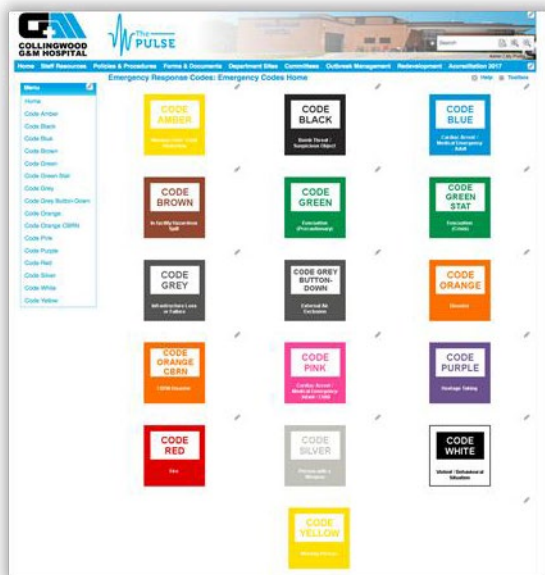 COLLINGWOOD
G&M HOSPITAL
The
PULSE
Search
Home Staff Resources Policies & Procedures Forms & Documents Department Sites Committees Outbreak Management Redevelopment Accreditation 2017
Emergency Response Codes: Emergency Codes Home
Help Toolbox
Menu
Home
Code Amber
Code Black
Code Blue
Code Brown
Code Green
Code Green Stat
Code Grey
Code Grey Button-Down
Code Orange
Code Orange CBRN
Code Pink
Code Purple
Code Red
Code Silver
Code White
Code Yellow
CODE
AMBER
CODE
BLACK
Bomb Threat /
Suspicious Object
CODE
BLUE
Cardiac Arrest /
Medical Emergency
- Adult
CODE
BROWN
In-facility Hazardous
Spill
CODE
GREEN
Evacuation
(Precautionary)
CODE
GREEN
STAT
Evacuation
(Crisis)
CODE
GREY
Infrastructure Loss
or Failure
CODE GREY
BUTTON-
DOWN
External Air
Exclusion
CODE
ORANGE
Disaster
CODE
ORANGE
CBRN
CBRN Disaster
CODE
PINK
Cardiac Arrest /
Medical Emergency
Infant / Child
CODE
PURPLE
Hostage Taking
CODE
RED
Fire
CODE
SILVER
Person with a
Weapon
CODE
WHITE
Violent / Behavioural
Situation
CODE
YELLOW
Missing Person